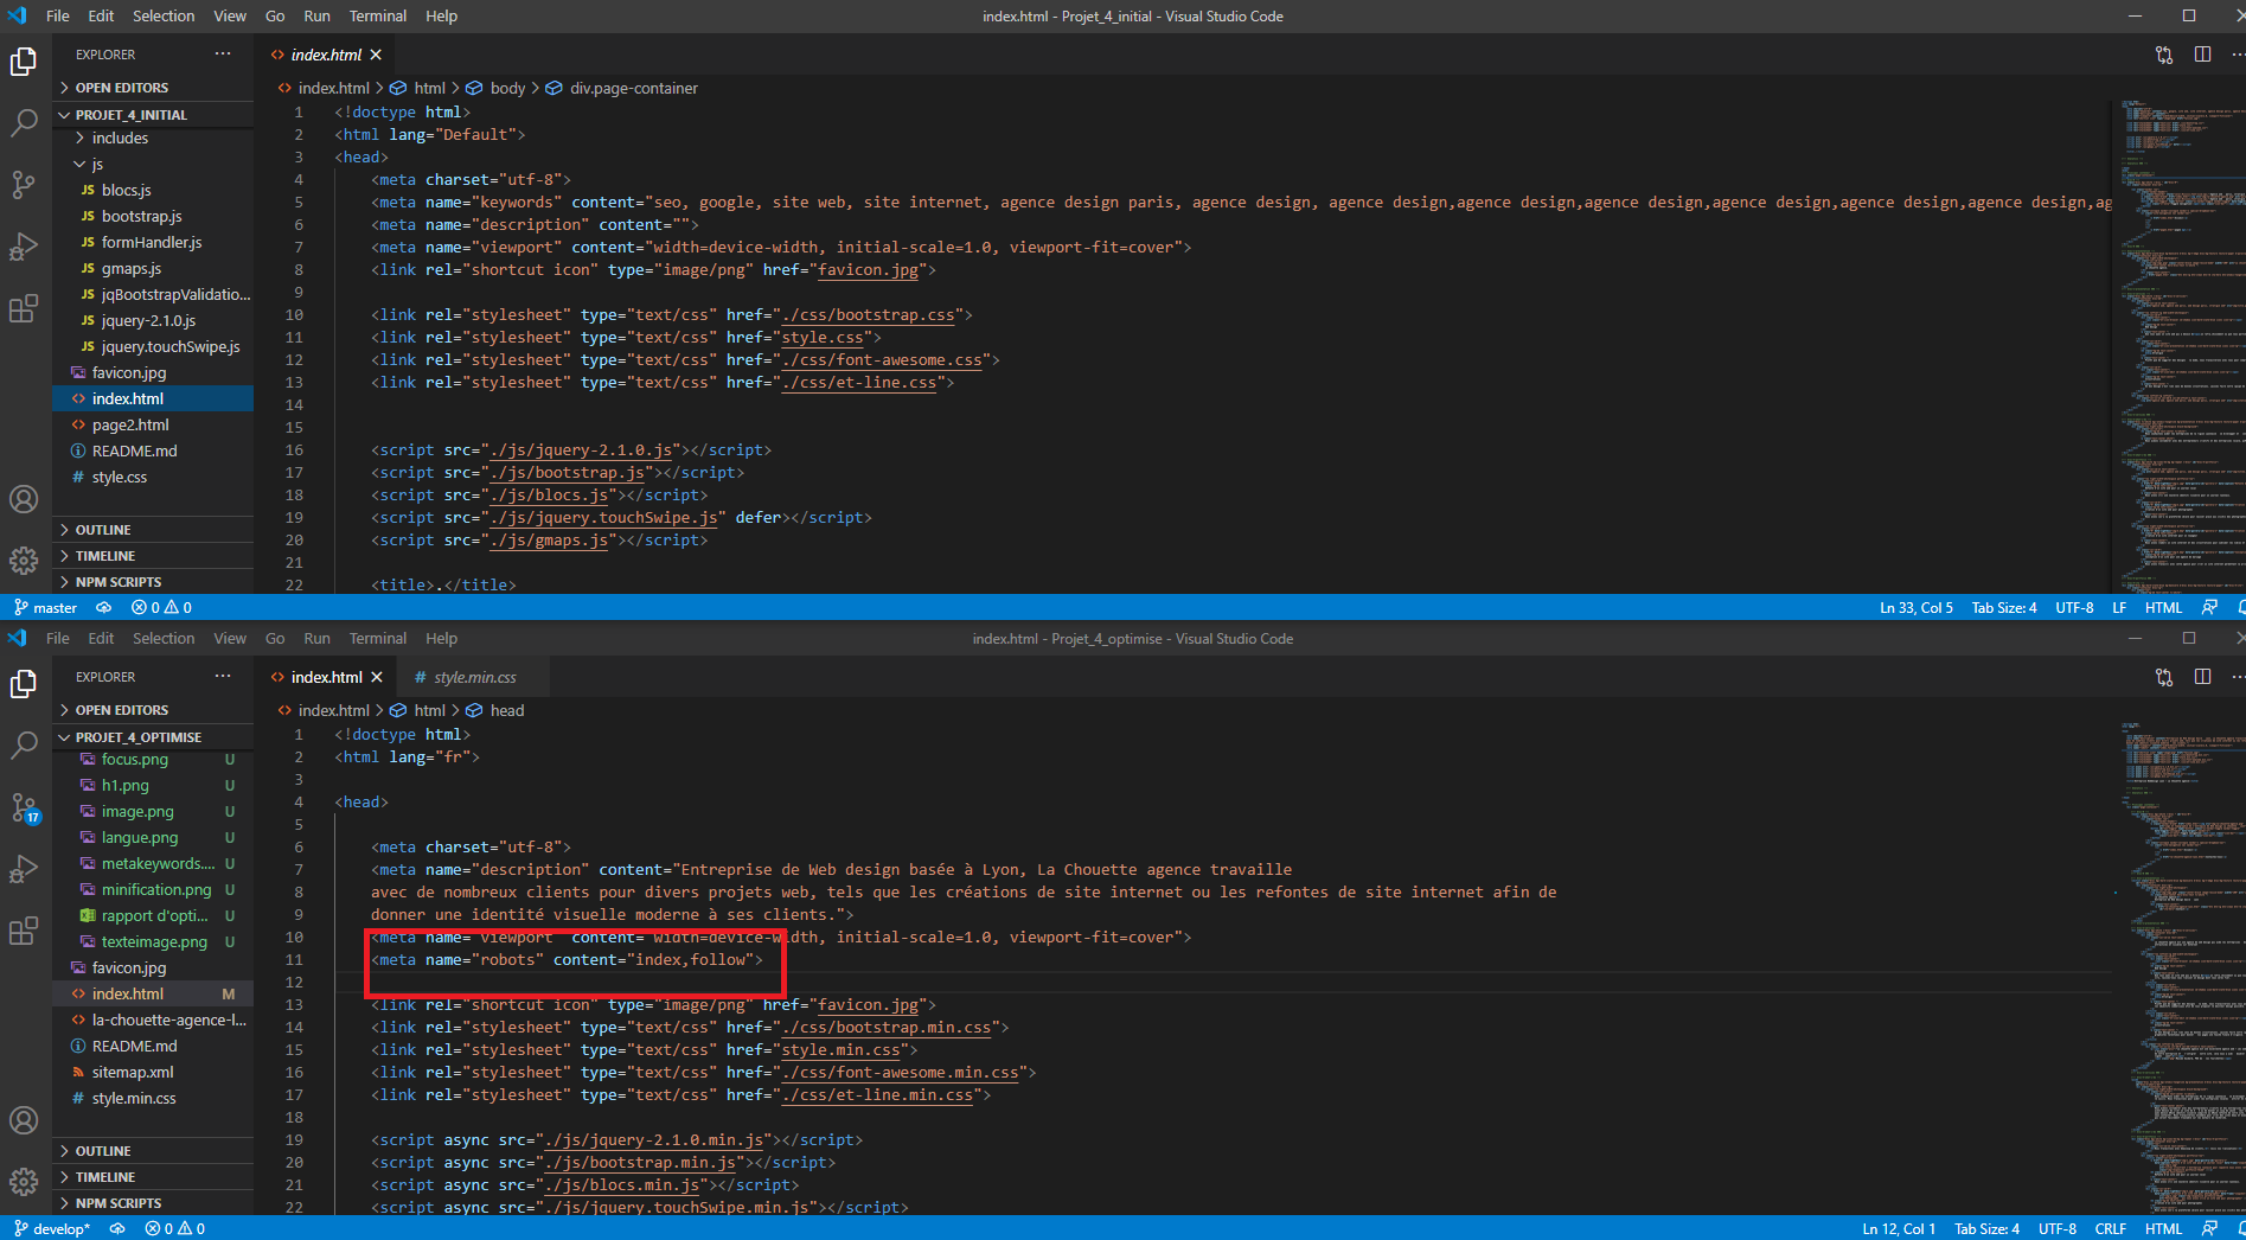 File Edit Selection View Go Run Terminal Help index.html - Projet_4_initial - Visual Studio Code
EXPLORER ··· <> index.html ×
OPEN EDITORS
index.html > html > body > div.page-container
PROJET_4_INITIAL
includes
js
JS blocs.js
JS bootstrap.js
JS formHandler.js
JS gmaps.js
JS jqBootstrapValidatio...
JS jquery-2.1.0.js
JS jquery.touchSwipe.js
favicon.jpg
<> index.html
<> page2.html
README.md
# style.css
OUTLINE
TIMELINE
NPM SCRIPTS
1 <!doctype html>
2 <html lang="Default">
3 <head>
4 <meta charset="utf-8">
5 <meta name="keywords" content="seo, google, site web, site internet, agence design paris, agence design, agence design,agence design,agence design,agence design,agence design,agence design,ag
6 <meta name="description" content="">
7 <meta name="viewport" content="width=device-width, initial-scale=1.0, viewport-fit=cover">
8 <link rel="shortcut icon" type="image/png" href="favicon.jpg">
9
10 <link rel="stylesheet" type="text/css" href="./css/bootstrap.css">
11 <link rel="stylesheet" type="text/css" href="style.css">
12 <link rel="stylesheet" type="text/css" href="./css/font-awesome.css">
13 <link rel="stylesheet" type="text/css" href="./css/et-line.css">
14
15
16 <script src="./js/jquery-2.1.0.js"></script>
17 <script src="./js/bootstrap.js"></script>
18 <script src="./js/blocs.js"></script>
19 <script src="./js/jquery.touchSwipe.js" defer></script>
20 <script src="./js/gmaps.js"></script>
21
22 <title>.</title>
master 0 0 Ln 33, Col 5 Tab Size: 4 UTF-8 LF HTML
File Edit Selection View Go Run Terminal Help index.html - Projet_4_optimise - Visual Studio Code
EXPLORER ··· <> index.html × # style.min.css
OPEN EDITORS
index.html > html > head
PROJET_4_OPTIMISE
focus.png U
h1.png U
image.png U
langue.png U
metakeywords.... U
minification.png U
rapport d'opti... U
texteimage.png U
favicon.jpg
<> index.html M
<> la-chouette-agence-l...
README.md
sitemap.xml
# style.min.css
OUTLINE
TIMELINE
NPM SCRIPTS
17
1 <!doctype html>
2 <html lang="fr">
3
4 <head>
5
6 <meta charset="utf-8">
7 <meta name="description" content="Entreprise de Web design basée à Lyon, La Chouette agence travaille
8 avec de nombreux clients pour divers projets web, tels que les créations de site internet ou les refontes de site internet afin de
9 donner une identité visuelle moderne à ses clients.">
10 <meta name="viewport" content="width=device-width, initial-scale=1.0, viewport-fit=cover">
11 <meta name="robots" content="index,follow">
12
13 <link rel="shortcut icon" type="image/png" href="favicon.jpg">
14 <link rel="stylesheet" type="text/css" href="./css/bootstrap.min.css">
15 <link rel="stylesheet" type="text/css" href="style.min.css">
16 <link rel="stylesheet" type="text/css" href="./css/font-awesome.min.css">
17 <link rel="stylesheet" type="text/css" href="./css/et-line.min.css">
18
19 <script async src="./js/jquery-2.1.0.min.js"></script>
20 <script async src="./js/bootstrap.min.js"></script>
21 <script async src="./js/blocs.min.js"></script>
22 <script async src="./js/jquery.touchSwipe.min.js"></script>
develop* 0 0 Ln 12, Col 1 Tab Size: 4 UTF-8 CRLF HTML